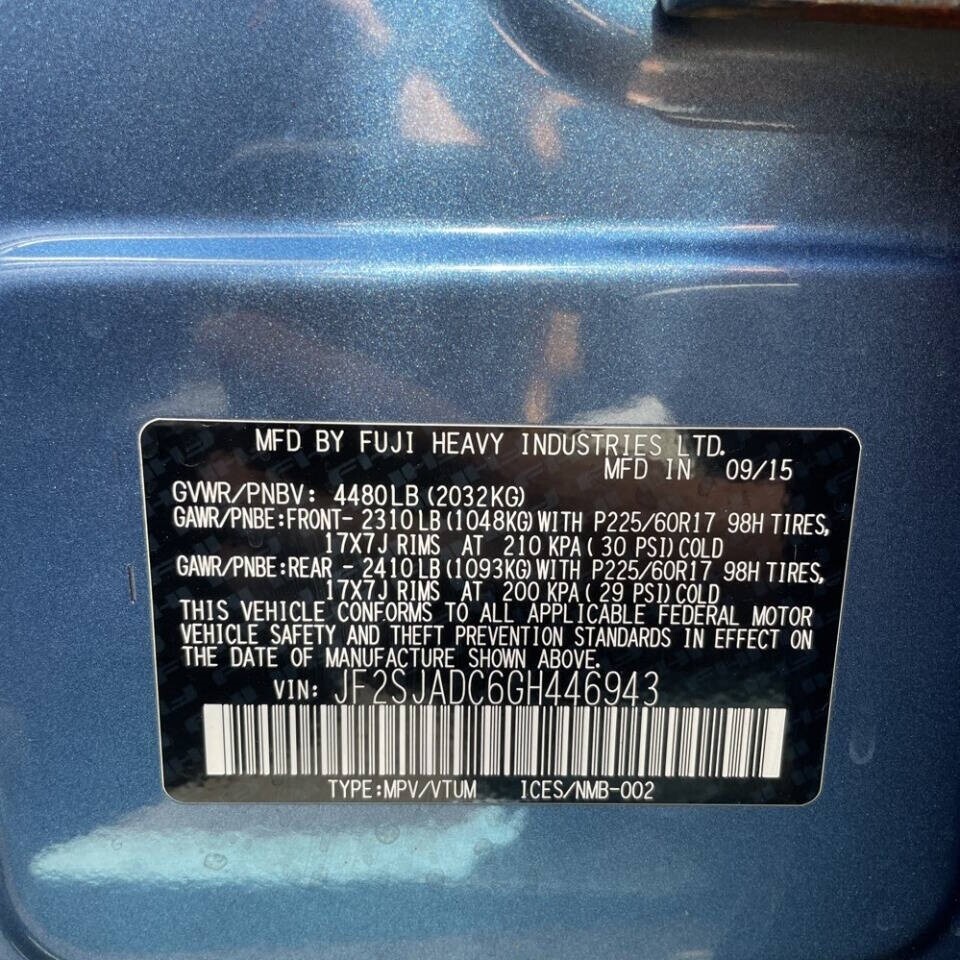 MFD BY FUJI HEAVY INDUSTRIES LTD.
MFD IN 09/15
GVWR/PNBV: 4480LB(2032KG)
GAWR/PNBE:FRONT- 2310LB(1048KG)WITH P225/60R17 98H TIRES,
17X7J RIMS AT 210 KPA( 30 PSI)COLD
GAWR/PNBE:REAR - 2410LB(1093KG)WITH P225/60R17 98H TIRES,
17X7J RIMS AT 200 KPA( 29 PSI)COLD
THIS VEHICLE CONFORMS TO ALL APPLICABLE FEDERAL MOTOR
VEHICLE SAFETY AND THEFT PREVENTION STANDARDS IN EFFECT ON
THE DATE OF MANUFACTURE SHOWN ABOVE.
VIN: JF2SJADC6GH446943
TYPE:MPV/VTUM ICES/NMB-002